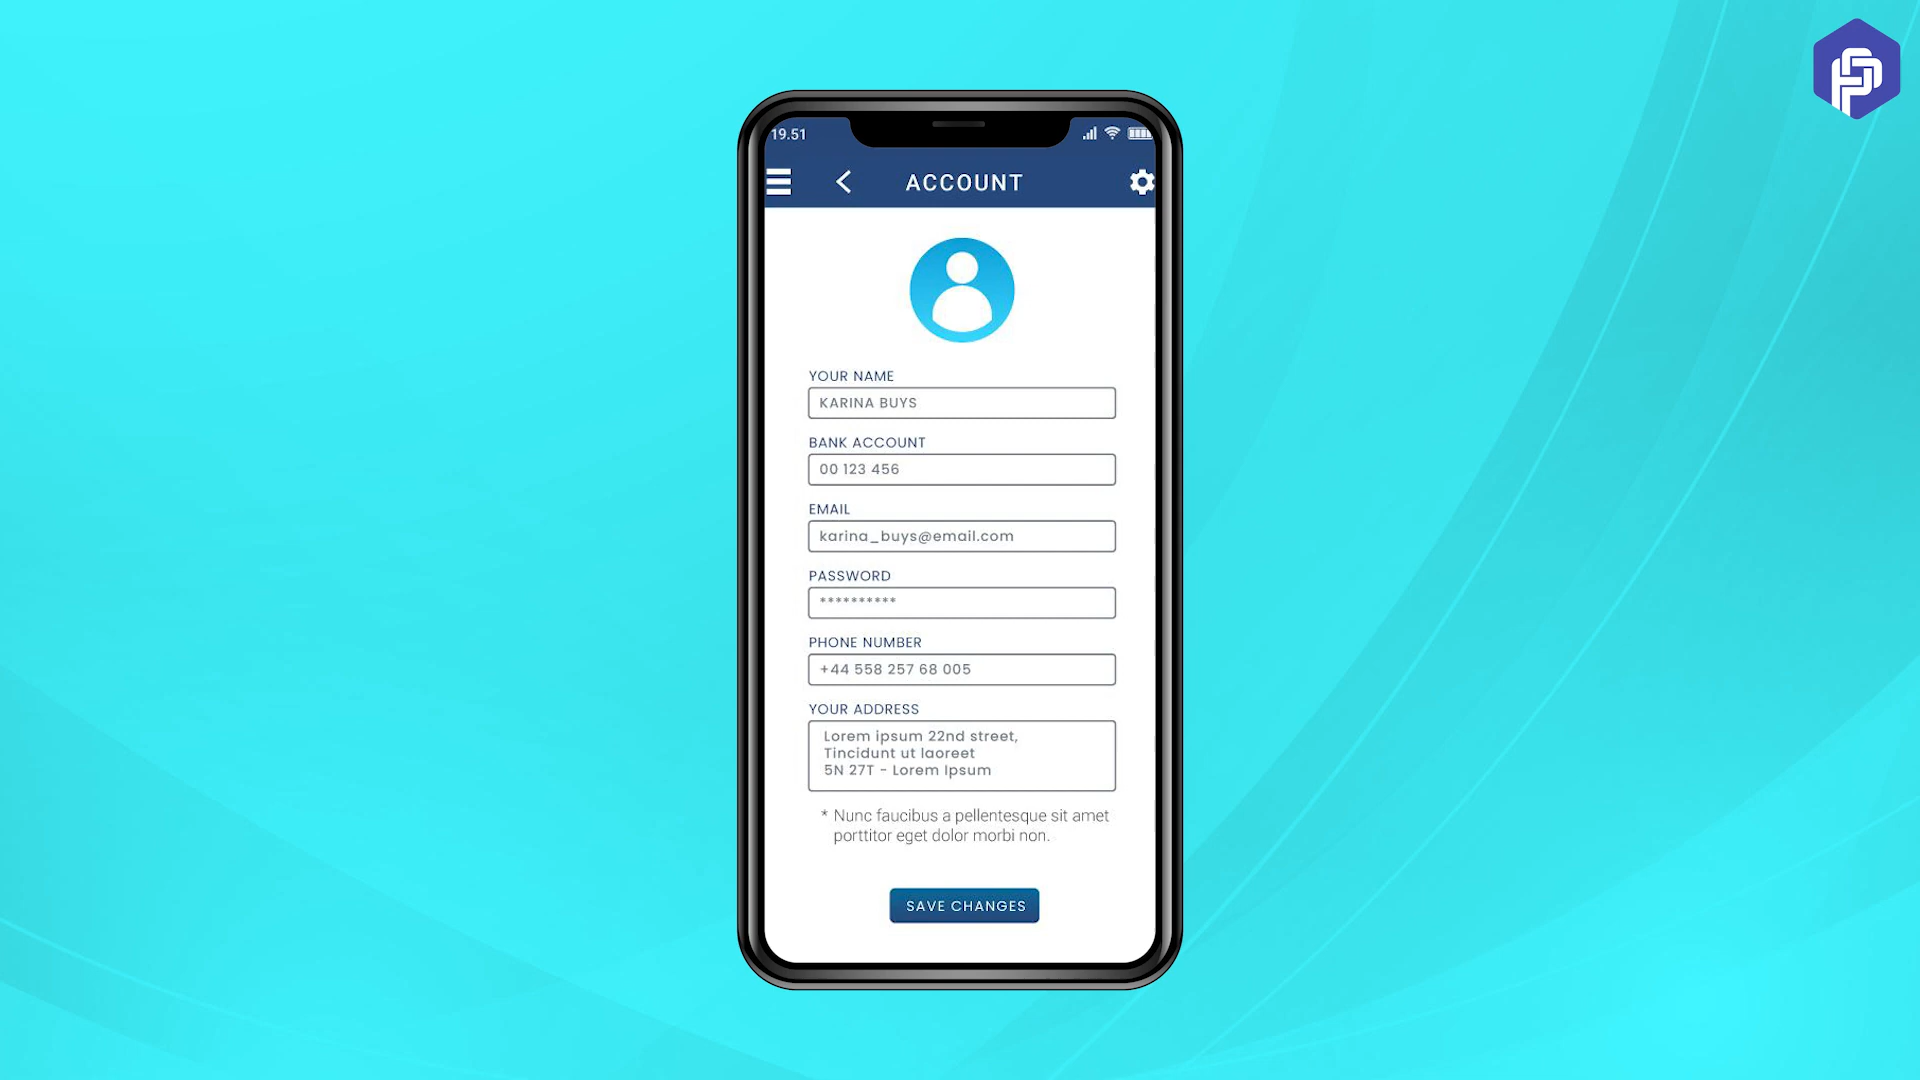 19.51
ACCOUNT
YOUR NAME
KARINA BUYS
BANK ACCOUNT
00 123 456
EMAIL
karina_buys@email.com
PASSWORD
**********
PHONE NUMBER
+44 558 257 68 005
YOUR ADDRESS
Lorem ipsum 22nd street,
Tincidunt ut laoreet
5N 27T - Lorem Ipsum
* Nunc faucibus a pellentesque sit amet
porttitor eget dolor morbi non.
SAVE CHANGES